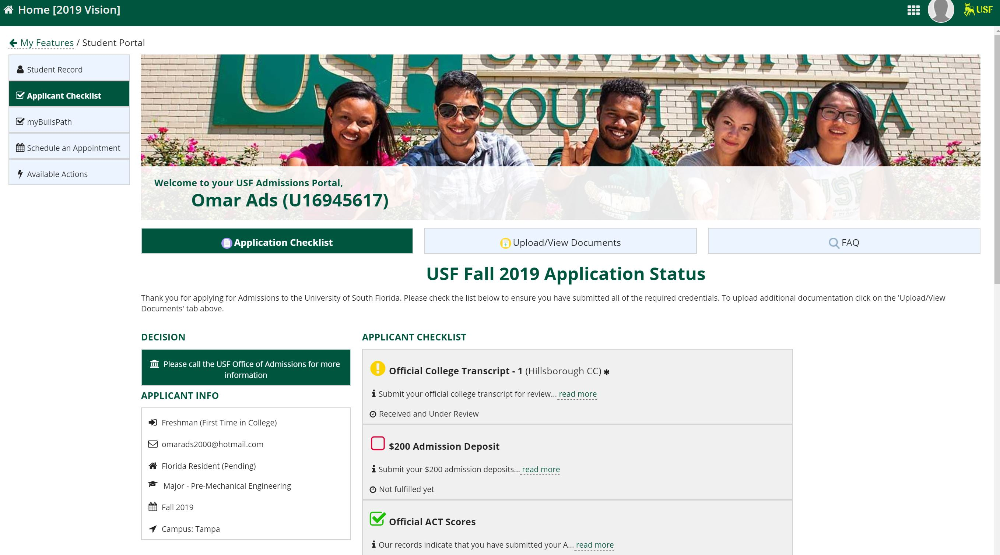 Home [2019 Vision]
USF
My Features / Student Portal
Student Record
Applicant Checklist
myBullsPath
Schedule an Appointment
Available Actions
USF
UNIVERSITY OF
SOUTH FLORIDA
Welcome to your USF Admissions Portal,
Omar Ads (U16945617)
USF
Application Checklist
Upload/View Documents
FAQ
USF Fall 2019 Application Status
Thank you for applying for Admissions to the University of South Florida. Please check the list below to ensure you have submitted all of the required credentials. To upload additional documentation click on the 'Upload/View
Documents' tab above.
DECISION
Please call the USF Office of Admissions for more
information
APPLICANT INFO
Freshman (First Time in College)
omarads2000@hotmail.com
Florida Resident (Pending)
Major - Pre-Mechanical Engineering
Fall 2019
Campus: Tampa
APPLICANT CHECKLIST
Official College Transcript - 1 (Hillsborough CC) ✱
Submit your official college transcript for review... read more
Received and Under Review
$200 Admission Deposit
Submit your $200 admission deposits... read more
Not fulfilled yet
Official ACT Scores
Our records indicate that you have submitted your A... read more